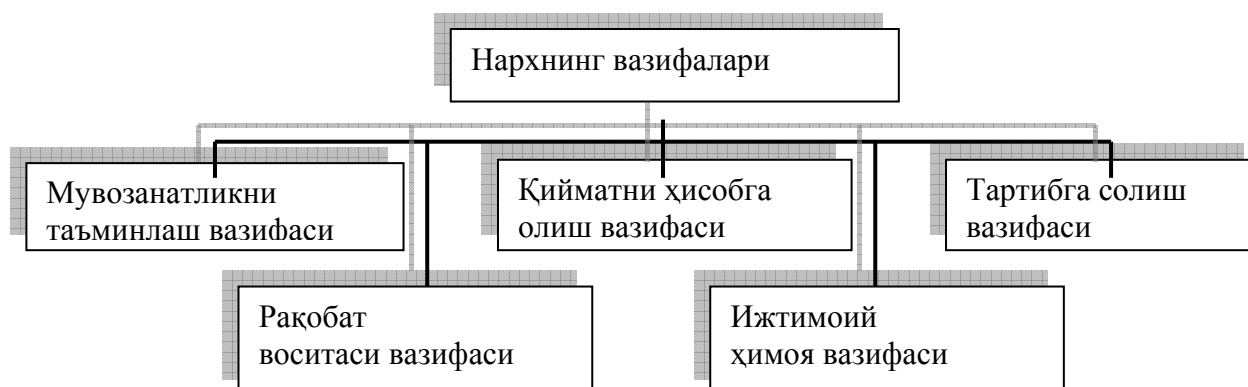 Нархнинг вазифалари
Мувозанатликни
таъминлаш вазифаси
Қийматни ҳисобга
олиш вазифаси
Тартибга солиш
вазифаси
Рақобат
воситаси вазифаси
Ижтимоий
ҳимоя вазифаси